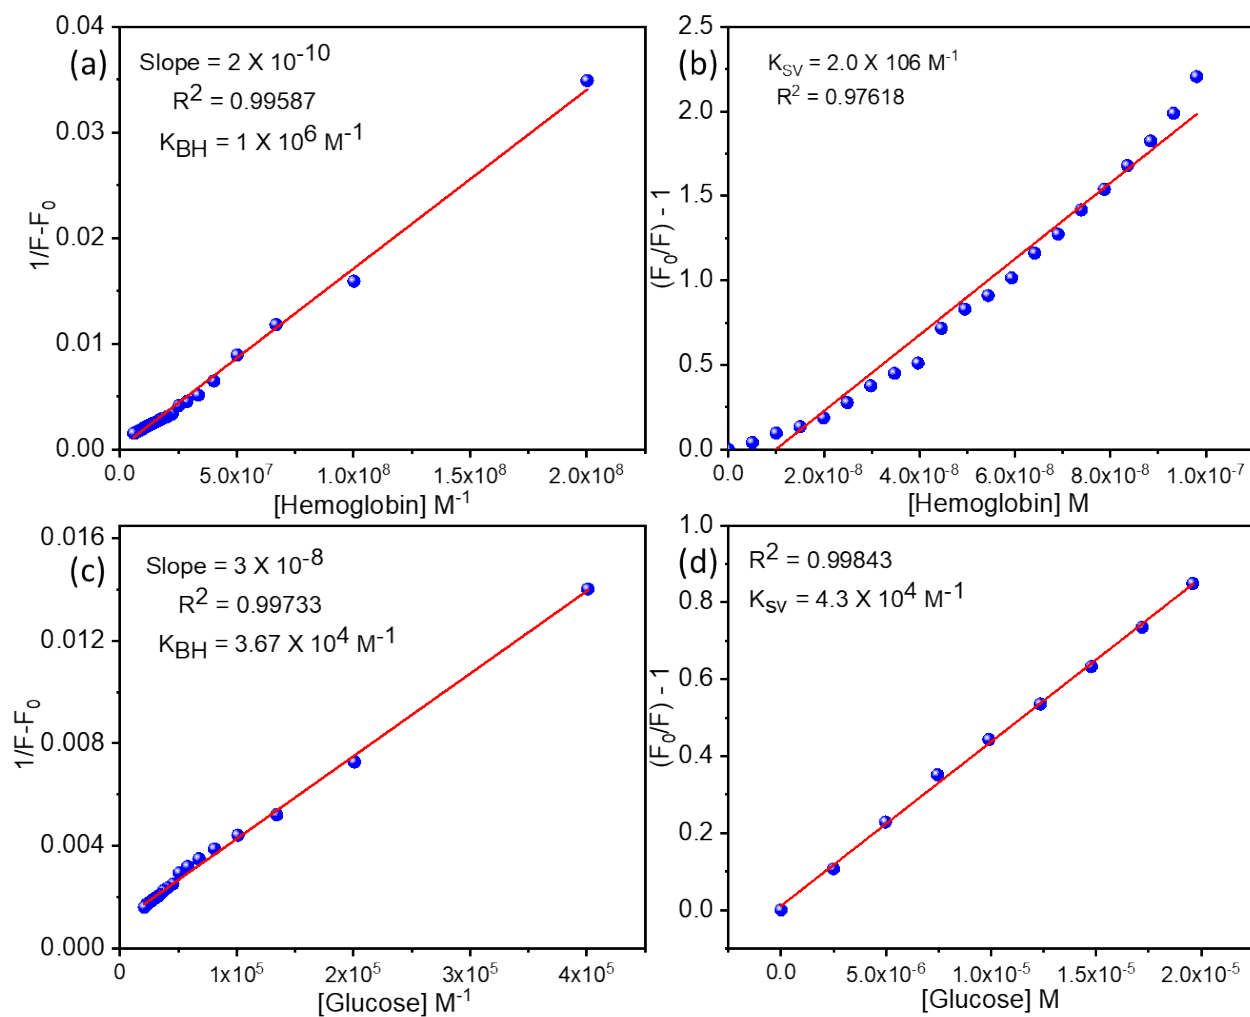 (a)
Slope = 2 X 10⁻¹⁰
R² = 0.99587
K_BH = 1 X 10⁶ M⁻¹
0.04
0.03
0.02
0.01
0.00
1/F-F₀
0.0
5.0x10⁷
1.0x10⁸
1.5x10⁸
2.0x10⁸
[Hemoglobin] M⁻¹
(b)
K_SV = 2.0 X 106 M⁻¹
R² = 0.97618
2.5
2.0
1.5
1.0
0.5
0.0
(F₀/F) - 1
0.0
2.0x10⁻⁸
4.0x10⁻⁸
6.0x10⁻⁸
8.0x10⁻⁸
1.0x10⁻⁷
[Hemoglobin] M
(c)
Slope = 3 X 10⁻⁸
R² = 0.99733
K_BH = 3.67 X 10⁴ M⁻¹
0.016
0.012
0.008
0.004
0.000
1/F-F₀
0
1x10⁵
2x10⁵
3x10⁵
4x10⁵
[Glucose] M⁻¹
(d)
R² = 0.99843
K_sv = 4.3 X 10⁴ M⁻¹
1.0
0.8
0.6
0.4
0.2
0.0
(F₀/F) - 1
0.0
5.0x10⁻⁶
1.0x10⁻⁵
1.5x10⁻⁵
2.0x10⁻⁵
[Glucose] M